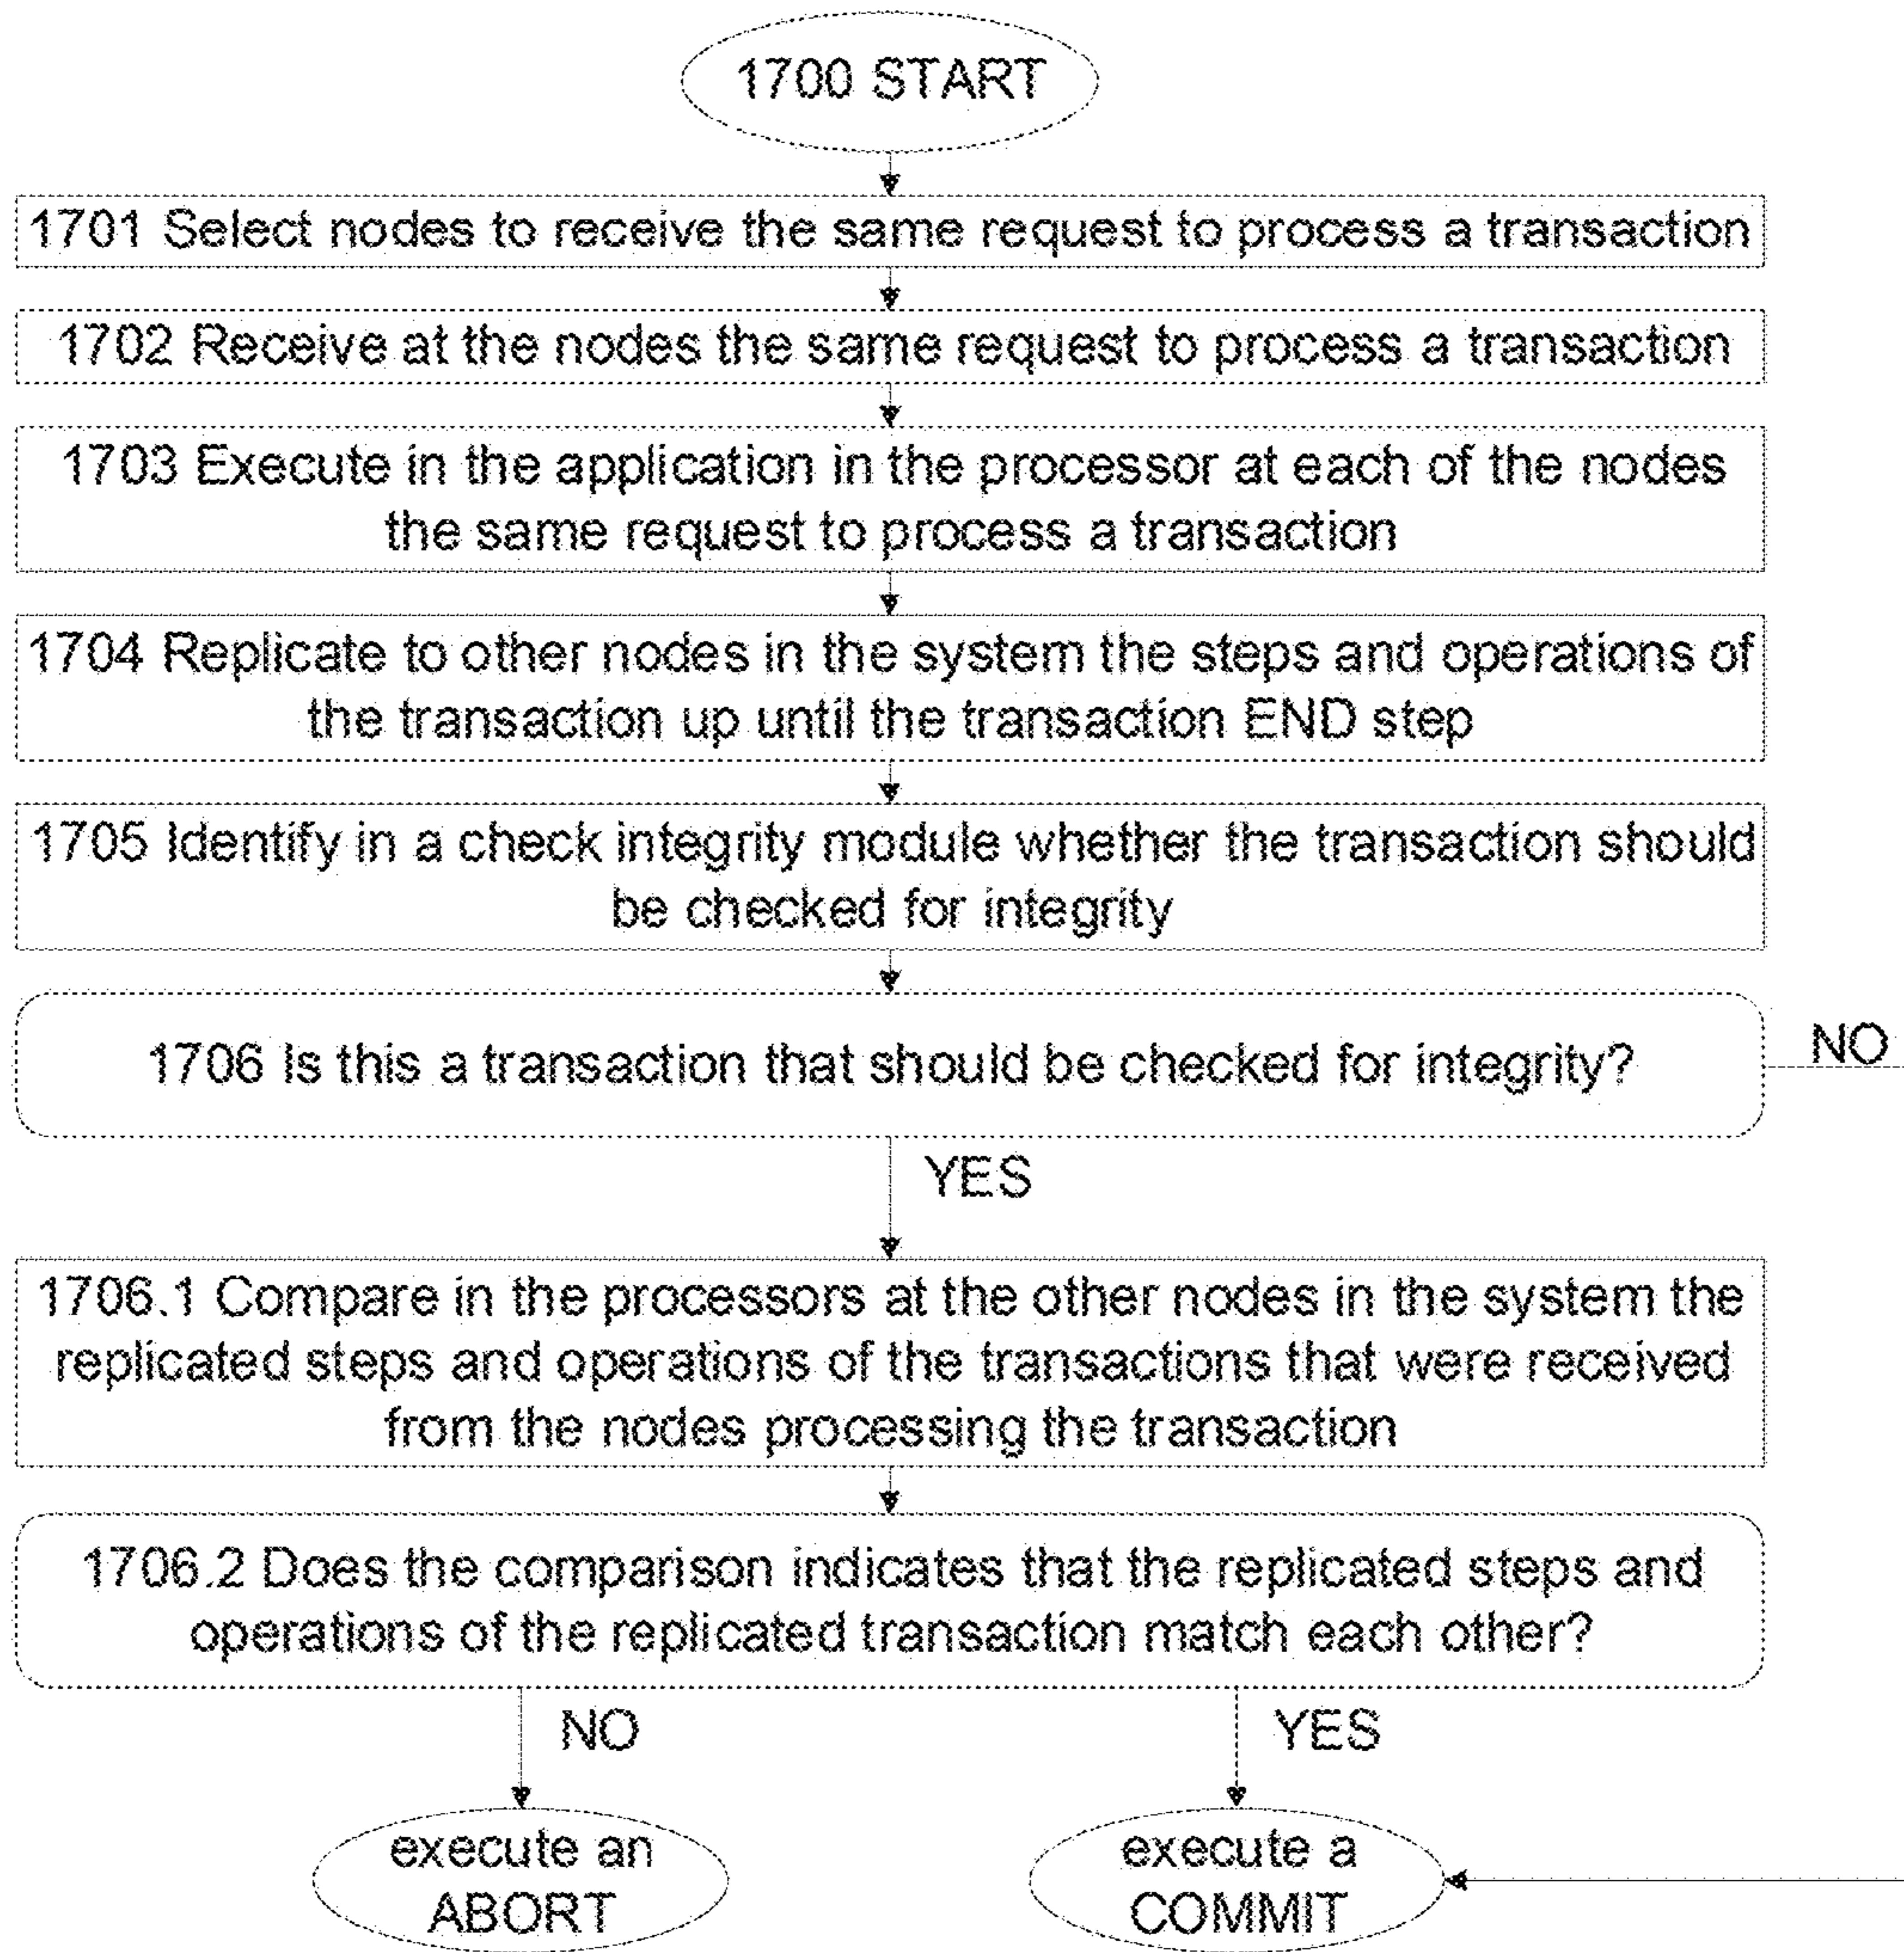 1700 START
1701 Select nodes to receive the same request to process a transaction
1702 Receive at the nodes the same request to process a transaction
1703 Execute in the application in the processor at each of the nodes
the same request to process a transaction
1704 Replicate to other nodes in the system the steps and operations of
the transaction up until the transaction END step
1705 Identify in a check integrity module whether the transaction should
be checked for integrity
1706 Is this a transaction that should be checked for integrity?
NO
YES
1706.1 Compare in the processors at the other nodes in the system the
replicated steps and operations of the transactions that were received
from the nodes processing the transaction
1706.2 Does the comparison indicates that the replicated steps and
operations of the replicated transaction match each other?
NO
YES
execute an
ABORT
execute a
COMMIT